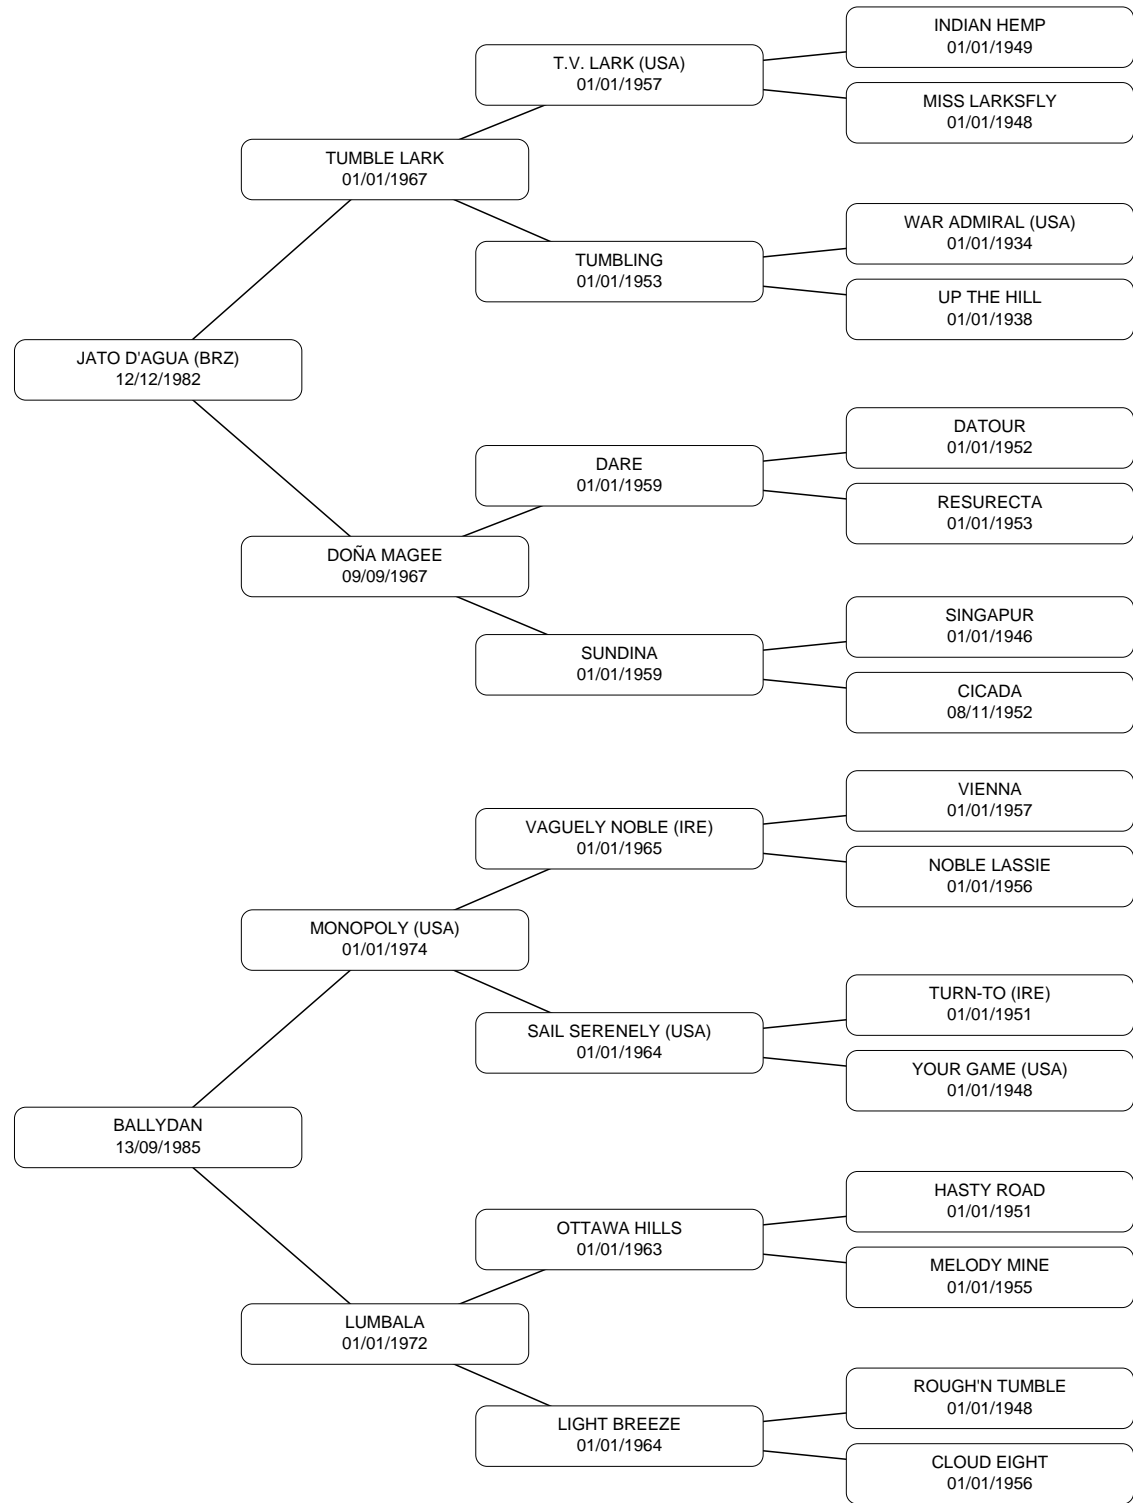 INDIAN HEMP
01/01/1949
T.V. LARK (USA)
01/01/1957
MISS LARKSFLY
01/01/1948
TUMBLE LARK
01/01/1967
WAR ADMIRAL (USA)
01/01/1934
TUMBLING
01/01/1953
UP THE HILL
01/01/1938
JATO D'AGUA (BRZ)
12/12/1982
DATOUR
01/01/1952
DARE
01/01/1959
RESURECTA
01/01/1953
DOÑA MAGEE
09/09/1967
SINGAPUR
01/01/1946
SUNDINA
01/01/1959
CICADA
08/11/1952
VIENNA
01/01/1957
VAGUELY NOBLE (IRE)
01/01/1965
NOBLE LASSIE
01/01/1956
MONOPOLY (USA)
01/01/1974
TURN-TO (IRE)
01/01/1951
SAIL SERENELY (USA)
01/01/1964
YOUR GAME (USA)
01/01/1948
BALLYDAN
13/09/1985
HASTY ROAD
01/01/1951
OTTAWA HILLS
01/01/1963
MELODY MINE
01/01/1955
LUMBALA
01/01/1972
ROUGH'N TUMBLE
01/01/1948
LIGHT BREEZE
01/01/1964
CLOUD EIGHT
01/01/1956